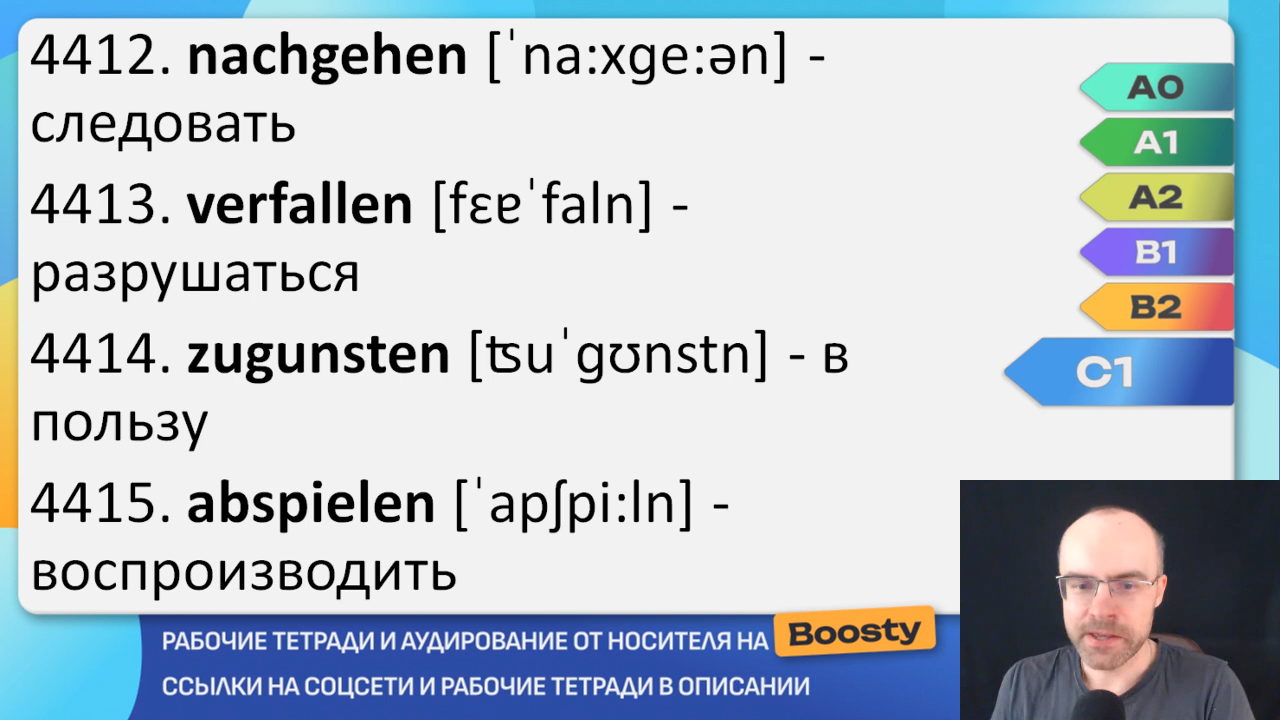 4412. nachgehen [ˈna:xge:ən] -
следовать
4413. verfallen [fɛɐˈfaln] -
разрушаться
4414. zugunsten [ʦuˈgʊnstn] - в
пользу
4415. abspielen [ˈapʃpi:ln] -
воспроизводить
A0
A1
A2
B1
B2
C1
РАБОЧИЕ ТЕТРАДИ И АУДИРОВАНИЕ ОТ НОСИТЕЛЯ НА Boosty
ССЫЛКИ НА СОЦСЕТИ И РАБОЧИЕ ТЕТРАДИ В ОПИСАНИИ